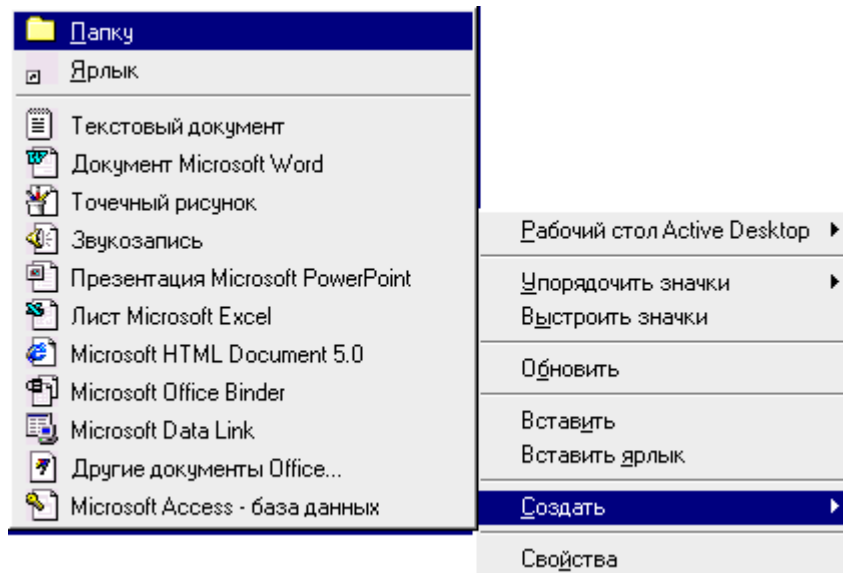 Папку
Ярлык
Текстовый документ
Документ Microsoft Word
Точечный рисунок
Звукозапись
Презентация Microsoft PowerPoint
Лист Microsoft Excel
Microsoft HTML Document 5.0
Microsoft Office Binder
Microsoft Data Link
Другие документы Office...
Microsoft Access - база данных
Рабочий стол Active Desktop
Упорядочить значки
Выстроить значки
Обновить
Вставить
Вставить ярлык
Создать
Свойства